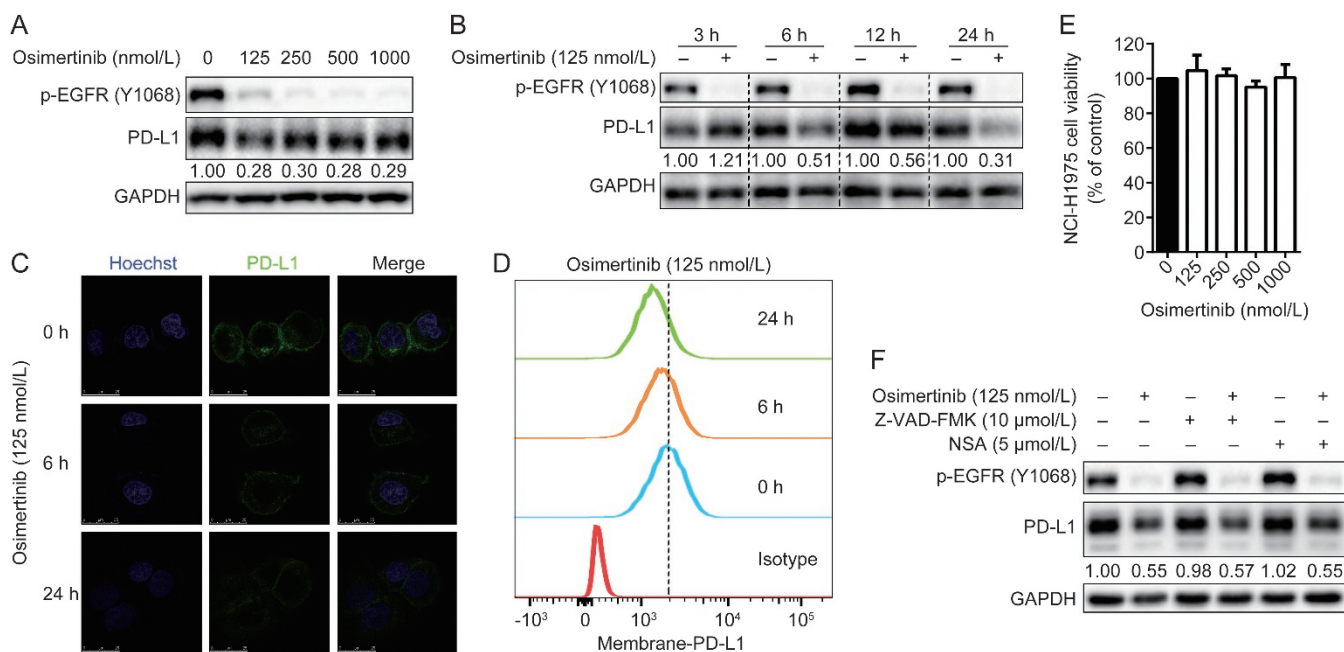 A
Osimertinib (nmol/L) 0 125 250 500 1000
p-EGFR (Y1068)
PD-L1
1.00 0.28 0.30 0.28 0.29
GAPDH
B
3 h 6 h 12 h 24 h
Osimertinib (125 nmol/L) – + – + – + – +
p-EGFR (Y1068)
PD-L1
1.00 1.21 1.00 0.51 1.00 0.56 1.00 0.31
GAPDH
C
Hoechst PD-L1 Merge
Osimertinib (125 nmol/L)
0 h
6 h
24 h
D
Osimertinib (125 nmol/L)
24 h
6 h
0 h
Isotype
-10³ 0 10³ 10⁴ 10⁵
Membrane-PD-L1
E
NCI-H1975 cell viability
(% of control)
120
100
80
60
40
20
0
0 125 250 500 1000
Osimertinib (nmol/L)
F
Osimertinib (125 nmol/L) – + – + – +
Z-VAD-FMK (10 μmol/L) – – + + – –
NSA (5 μmol/L) – – – – + +
p-EGFR (Y1068)
PD-L1
1.00 0.55 0.98 0.57 1.02 0.55
GAPDH